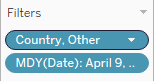 Filters
Country, Other
MDY(Date): April 9, ..